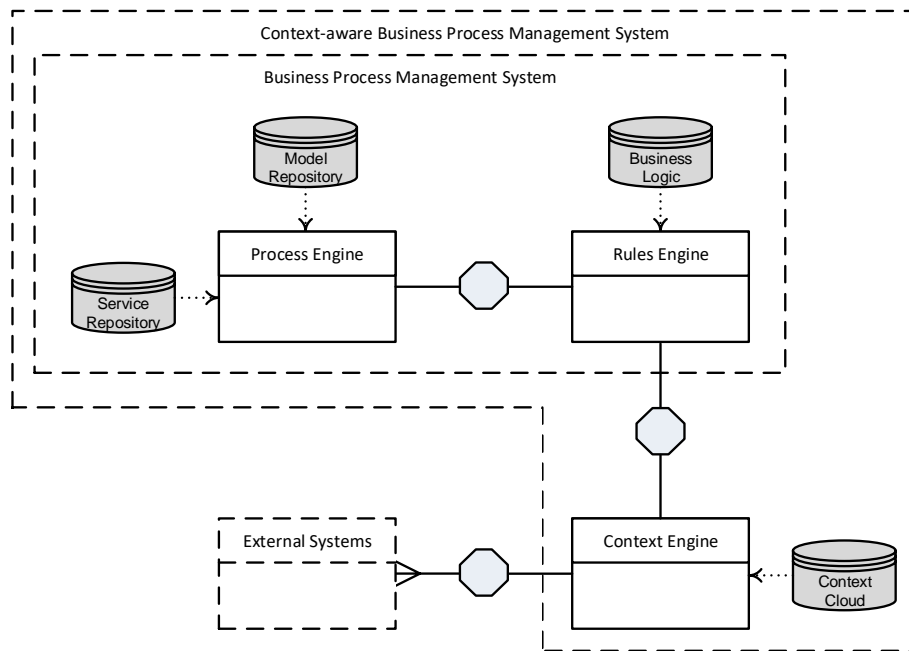 Context-aware Business Process Management System
Business Process Management System
Model
Repository
Business
Logic
Process Engine
Rules Engine
Service
Repository
External Systems
Context Engine
Context
Cloud